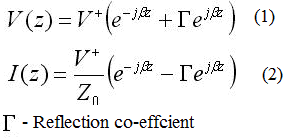 V(z) = V⁺(e^{-jβz} + Γe^{jβz}) (1)
I(z) = V⁺/Z₀ (e^{-jβz} − Γe^{jβz}) (2)
Γ - Reflection co-effcient